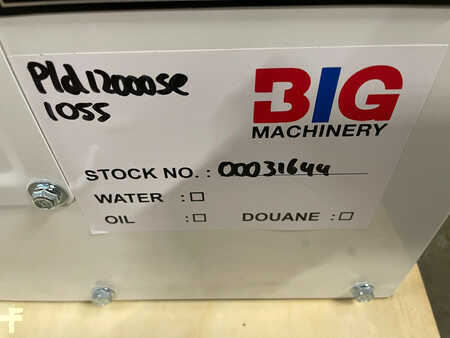 Pld12000se
1055
BIG
MACHINERY
STOCK NO. : 00031644
WATER : ☐
OIL : ☐ DOUANE : ☐